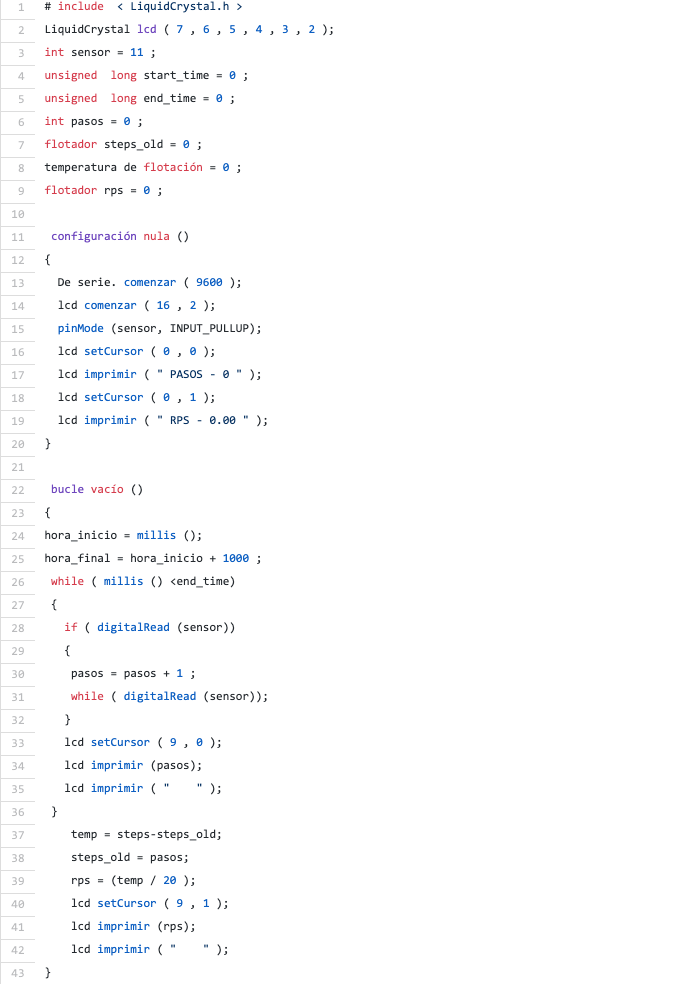 1 # include < LiquidCrystal.h >
2 LiquidCrystal lcd ( 7 , 6 , 5 , 4 , 3 , 2 );
3 int sensor = 11 ;
4 unsigned long start_time = 0 ;
5 unsigned long end_time = 0 ;
6 int pasos = 0 ;
7 flotador steps_old = 0 ;
8 temperatura de flotación = 0 ;
9 flotador rps = 0 ;
10
11 configuración nula ()
12 {
13 De serie. comenzar ( 9600 );
14 lcd comenzar ( 16 , 2 );
15 pinMode (sensor, INPUT_PULLUP);
16 lcd setCursor ( 0 , 0 );
17 lcd imprimir ( " PASOS - 0 " );
18 lcd setCursor ( 0 , 1 );
19 lcd imprimir ( " RPS - 0.00 " );
20 }
21
22 bucle vacío ()
23 {
24 hora_inicio = millis ();
25 hora_final = hora_inicio + 1000 ;
26 while ( millis () <end_time)
27 {
28 if ( digitalRead (sensor))
29 {
30 pasos = pasos + 1 ;
31 while ( digitalRead (sensor));
32 }
33 lcd setCursor ( 9 , 0 );
34 lcd imprimir (pasos);
35 lcd imprimir ( "    " );
36 }
37 temp = steps-steps_old;
38 steps_old = pasos;
39 rps = (temp / 20 );
40 lcd setCursor ( 9 , 1 );
41 lcd imprimir (rps);
42 lcd imprimir ( "    " );
43 }